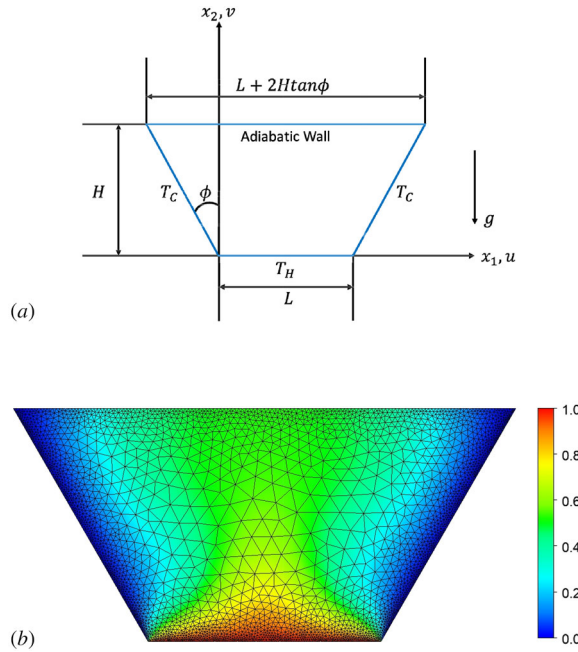 x₂, v
L + 2Htanϕ
Adiabatic Wall
H
T_C
ϕ
T_C
g
x₁, u
T_H
L
(a)
1.0
0.8
0.6
0.4
0.2
0.0
(b)